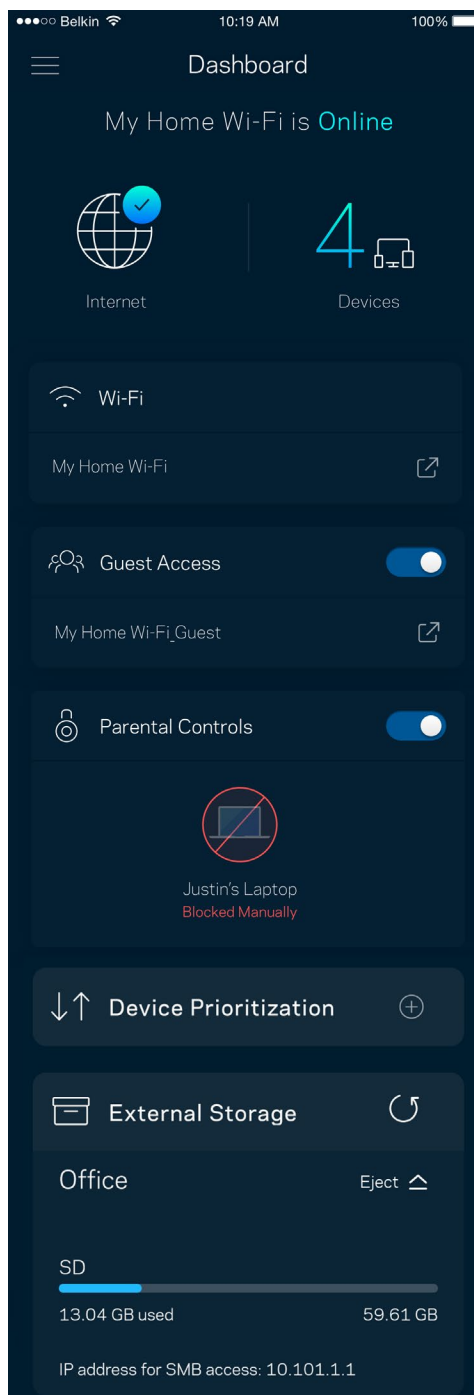 Belkin 10:19 AM 100%
Dashboard
My Home Wi-Fi is Online
4
Internet Devices
Wi-Fi
My Home Wi-Fi
Guest Access
My Home Wi-Fi_Guest
Parental Controls
Justin's Laptop
Blocked Manually
Device Prioritization
External Storage
Office Eject
SD
13.04 GB used 59.61 GB
IP address for SMB access: 10.101.1.1